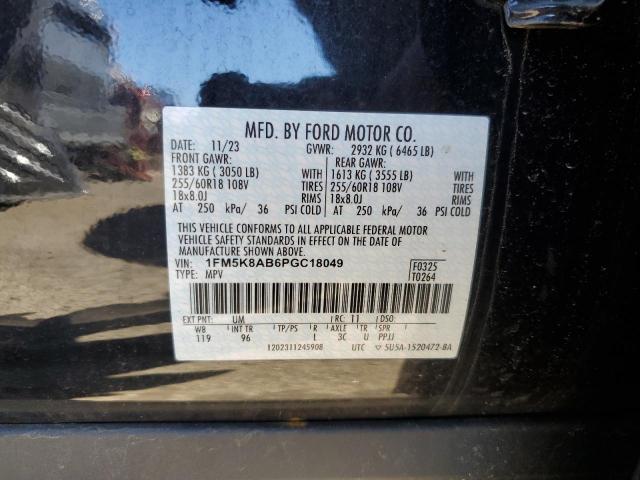 MFD. BY FORD MOTOR CO.
DATE: 11/23 GVWR: 2932 KG ( 6465 LB)
FRONT GAWR: REAR GAWR:
1383 KG ( 3050 LB) WITH 1613 KG ( 3555 LB) WITH
255/60R18 108V TIRES 255/60R18 108V TIRES
18x8.0J RIMS 18x8.0J RIMS
AT 250 kPa/ 36 PSI COLD AT 250 kPa/ 36 PSI COLD
THIS VEHICLE CONFORMS TO ALL APPLICABLE FEDERAL MOTOR
VEHICLE SAFETY STANDARDS IN EFFECT ON THE DATE OF
MANUFACTURE SHOWN ABOVE.
VIN: 1FM5K8AB6PGC18049 F0325
TYPE: MPV T0264
EXT PNT: UM RC: 11 DSO:
WB INT TR TP/PS R AXLE TR SPR
119 96 L 3C U PPJJ
1202311245908 UTC 5U5A-1520472-BA